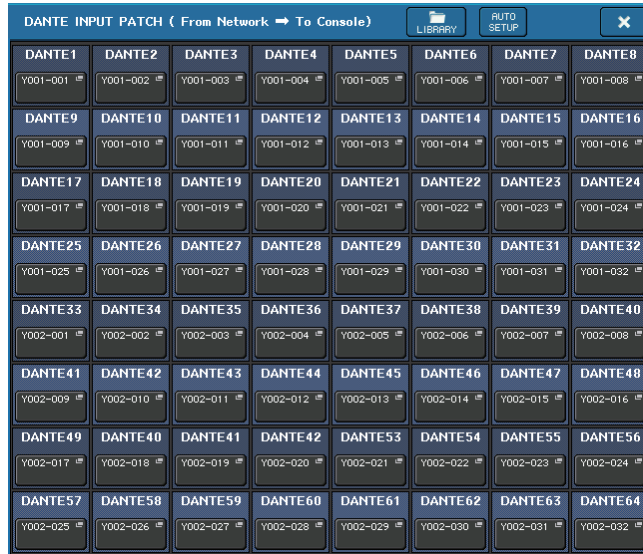 DANTE INPUT PATCH ( From Network ➡ To Console) LIBRARY AUTO SETUP ×
DANTE1 DANTE2 DANTE3 DANTE4 DANTE5 DANTE6 DANTE7 DANTE8
Y001-001 Y001-002 Y001-003 Y001-004 Y001-005 Y001-006 Y001-007 Y001-008
DANTE9 DANTE10 DANTE11 DANTE12 DANTE13 DANTE14 DANTE15 DANTE16
Y001-009 Y001-010 Y001-011 Y001-012 Y001-013 Y001-014 Y001-015 Y001-016
DANTE17 DANTE18 DANTE19 DANTE20 DANTE21 DANTE22 DANTE23 DANTE24
Y001-017 Y001-018 Y001-019 Y001-020 Y001-021 Y001-022 Y001-023 Y001-024
DANTE25 DANTE26 DANTE27 DANTE28 DANTE29 DANTE30 DANTE31 DANTE32
Y001-025 Y001-026 Y001-027 Y001-028 Y001-029 Y001-030 Y001-031 Y001-032
DANTE33 DANTE34 DANTE35 DANTE36 DANTE37 DANTE38 DANTE39 DANTE40
Y002-001 Y002-002 Y002-003 Y002-004 Y002-005 Y002-006 Y002-007 Y002-008
DANTE41 DANTE42 DANTE43 DANTE44 DANTE45 DANTE46 DANTE47 DANTE48
Y002-009 Y002-010 Y002-011 Y002-012 Y002-013 Y002-014 Y002-015 Y002-016
DANTE49 DANTE40 DANTE41 DANTE42 DANTE53 DANTE54 DANTE55 DANTE56
Y002-017 Y002-018 Y002-019 Y002-020 Y002-021 Y002-022 Y002-023 Y002-024
DANTE57 DANTE58 DANTE59 DANTE60 DANTE61 DANTE62 DANTE63 DANTE64
Y002-025 Y002-026 Y002-027 Y002-028 Y002-029 Y002-030 Y002-031 Y002-032